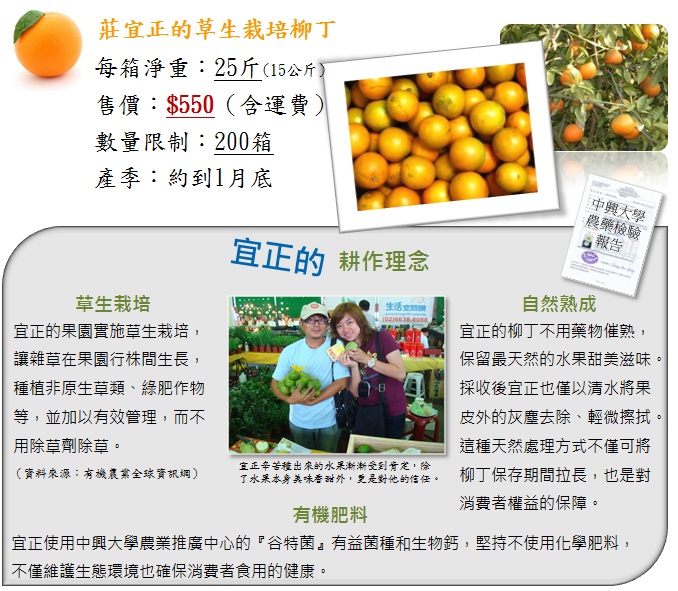 莊宜正的草生栽培柳丁
每箱淨重：25斤(15公斤)
售價：$550（含運費）
數量限制：200箱
產季：約到1月底
中興大學
農藥檢驗
報告
宜正的 耕作理念
草生栽培
宜正的果園實施草生栽培，
讓雜草在果園行株間生長，
種植非原生草類、綠肥作物
等，並加以有效管理，而不
用除草劑除草。
（資料來源：有機農業全球資訊網）
生活空間館
(02)6638-8088
宜正辛苦種出來的水果漸漸受到肯定，除
了水果本身美味香甜外，更是對他的信任。
自然熟成
宜正的柳丁不用藥物催熟，
保留最天然的水果甜美滋味。
採收後宜正也僅以清水將果
皮外的灰塵去除、輕微擦拭。
這種天然處理方式不僅可將
柳丁保存期間拉長，也是對
消費者權益的保障。
有機肥料
宜正使用中興大學農業推廣中心的『谷特菌』有益菌種和生物鈣，堅持不使用化學肥料，
不僅維護生態環境也確保消費者食用的健康。